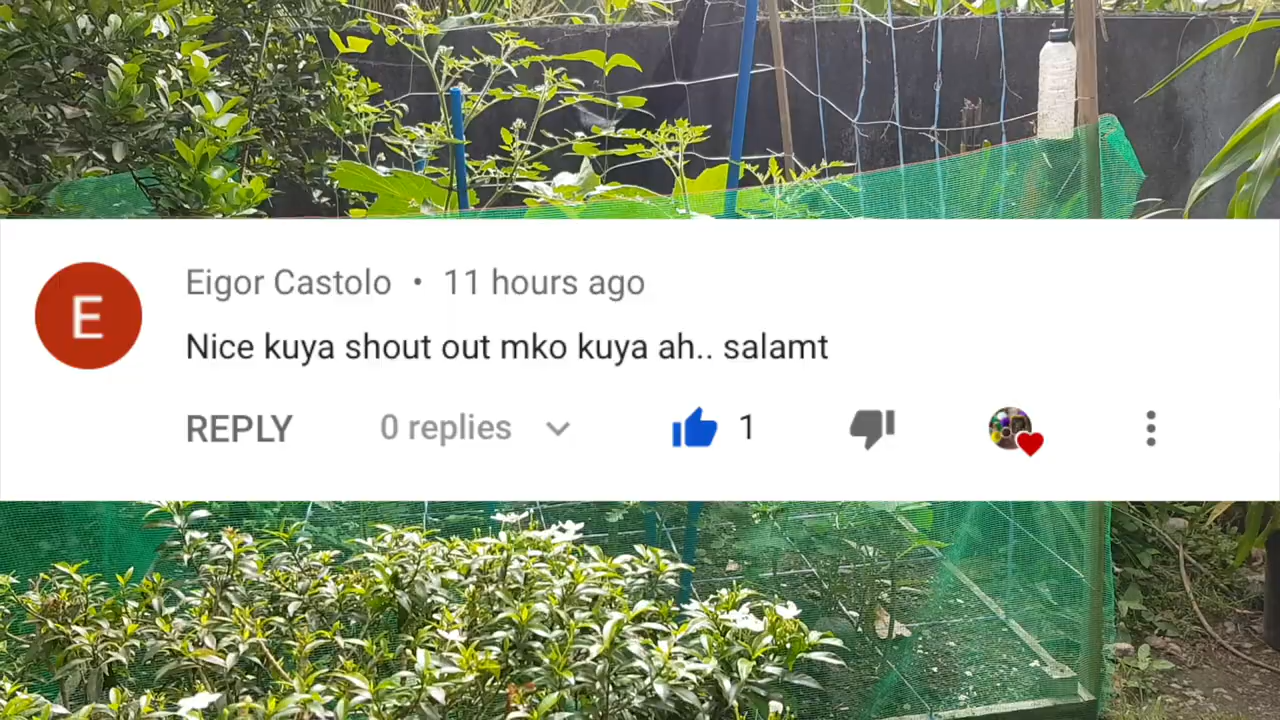 E
Eigor Castolo • 11 hours ago
Nice kuya shout out mko kuya ah.. salamt
REPLY 0 replies 1